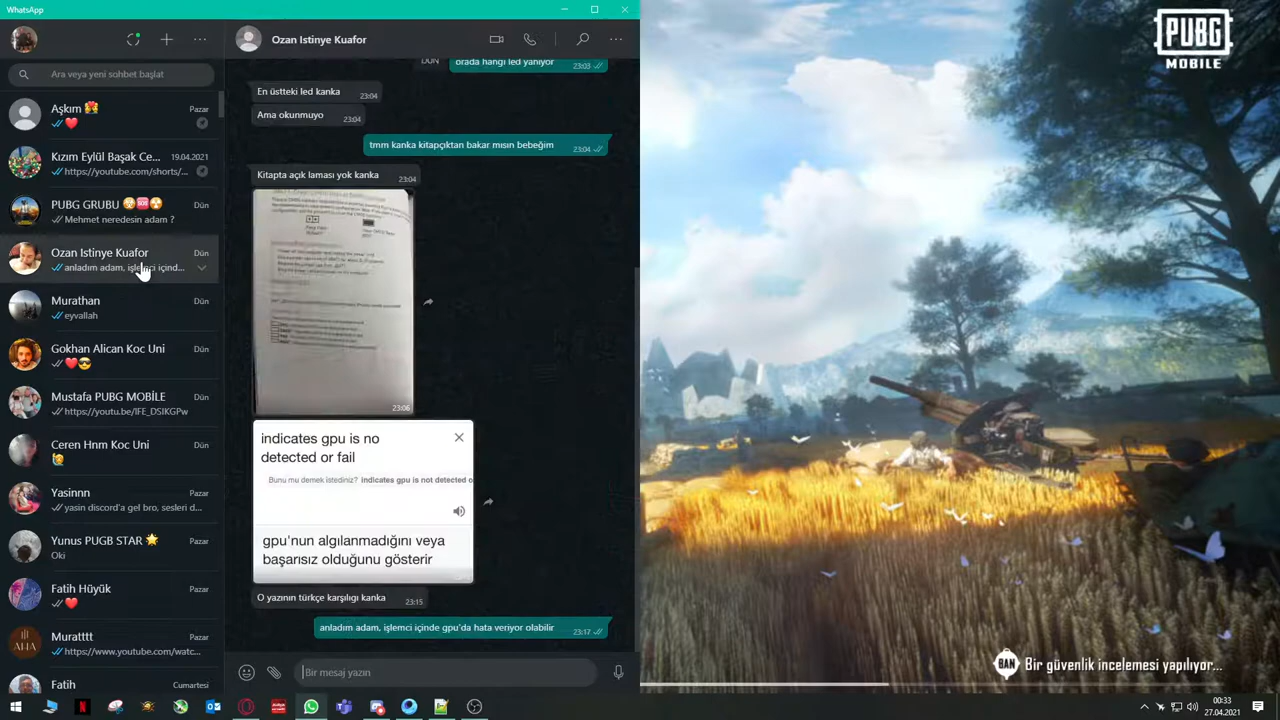 WhatsApp
Ara veya yeni sohbet başlat
Aşkım
Pazar
Kızım Eylül Başak Ce...
19.04.2021
https://youtube.com/shorts/...
PUBG GRUBU
Dün
Mehmet neredesin adam ?
Ozan Istinye Kuafor
Dün
anladım adam, işlemci içind...
Murathan
Dün
eyvallah
Gokhan Alican Koc Uni
Dün
Mustafa PUBG MOBİLE
Dün
https://youtu.be/IFE_DSIKGPw
Ceren Hnm Koc Uni
Dün
Yasinnn
Pazar
yasin discord'a gel bro, sesleri d...
Yunus PUGB STAR
Pazar
Oki
Fatih Hüyük
Pazar
Muratttt
Pazar
https://www.youtube.com/watc...
Fatih
Cumartesi
Ozan Istinye Kuafor
DÜN
orada hangi led yanıyor
23:03
En üstteki led kanka
23:04
Ama okunmuyo
23:04
tmm kanka kitapçıktan bakar mısın bebeğim
23:04
Kitapta açık laması yok kanka
23:04
23:06
indicates gpu is no
detected or fail
Bunu mu demek istediniz? indicates gpu is not detected o
gpu'nun algılanmadığını veya
başarısız olduğunu gösterir
O yazının türkçe karşılıgı kanka
23:15
anladım adam, işlemci içinde gpu'da hata veriyor olabilir
23:17
Bir mesaj yazın
PUBG
MOBILE
BAN
Bir güvenlik incelemesi yapılıyor...
00:33
27.04.2021